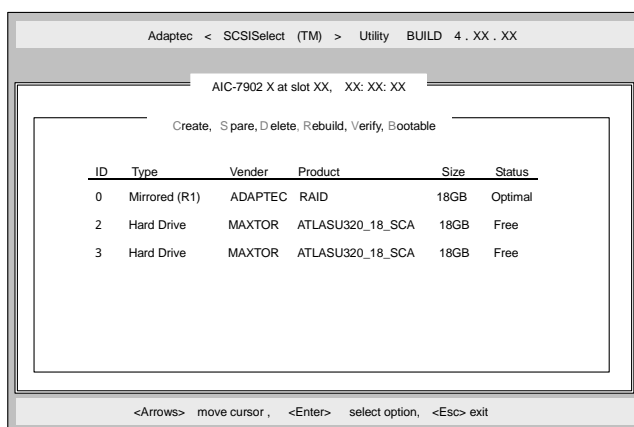 Adaptec < SCSISelect (TM) > Utility BUILD 4 . XX . XX
AIC-7902 X at slot XX, XX: XX: XX
Create, S pare, D elete, Rebuild, Verify, Bootable
ID Type Vender Product Size Status
0 Mirrored (R1) ADAPTEC RAID 18GB Optimal
2 Hard Drive MAXTOR ATLASU320_18_SCA 18GB Free
3 Hard Drive MAXTOR ATLASU320_18_SCA 18GB Free
<Arrows> move cursor , <Enter> select option, <Esc> exit